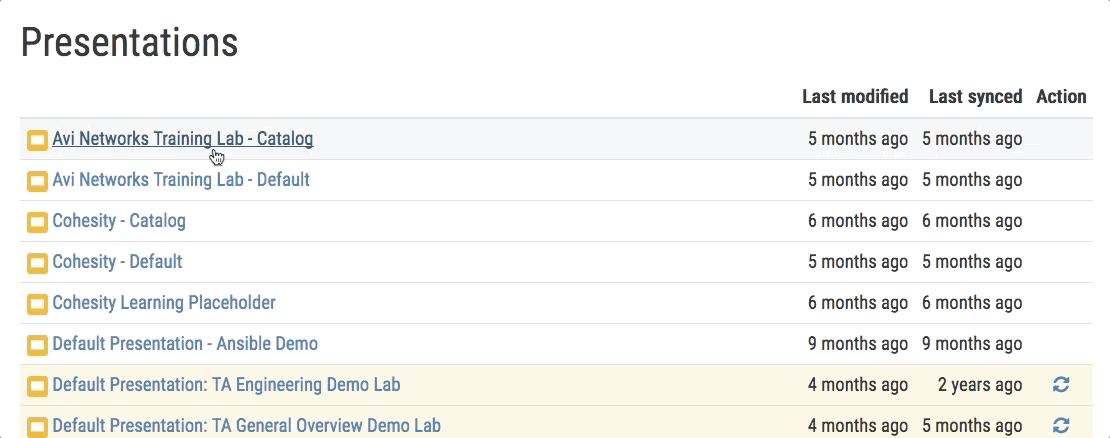 Presentations
Last modified Last synced Action
Avi Networks Training Lab - Catalog 5 months ago 5 months ago
Avi Networks Training Lab - Default 5 months ago 5 months ago
Cohesity - Catalog 6 months ago 6 months ago
Cohesity - Default 5 months ago 5 months ago
Cohesity Learning Placeholder 6 months ago 6 months ago
Default Presentation - Ansible Demo 9 months ago 9 months ago
Default Presentation: TA Engineering Demo Lab 4 months ago 2 years ago
Default Presentation: TA General Overview Demo Lab 4 months ago 5 months ago